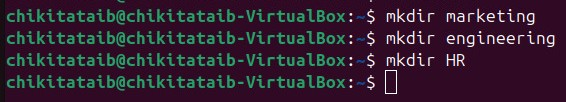 chikitataib@chikitataib-VirtualBox:~$ mkdir marketing
chikitataib@chikitataib-VirtualBox:~$ mkdir engineering
chikitataib@chikitataib-VirtualBox:~$ mkdir HR
chikitataib@chikitataib-VirtualBox:~$